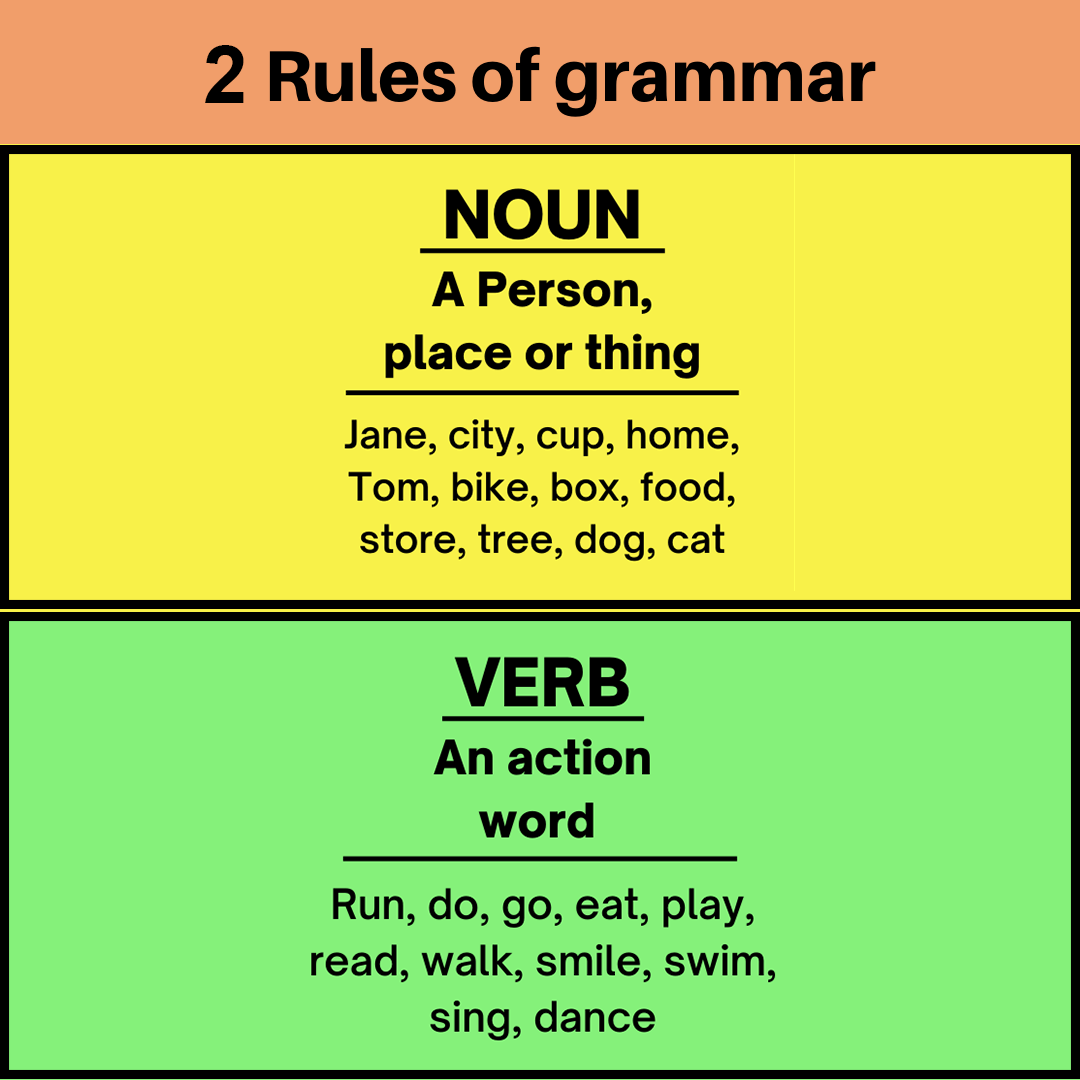 2 Rules of grammar
NOUN
A Person,
place or thing
Jane, city, cup, home,
Tom, bike, box, food,
store, tree, dog, cat
VERB
An action
word
Run, do, go, eat, play,
read, walk, smile, swim,
sing, dance